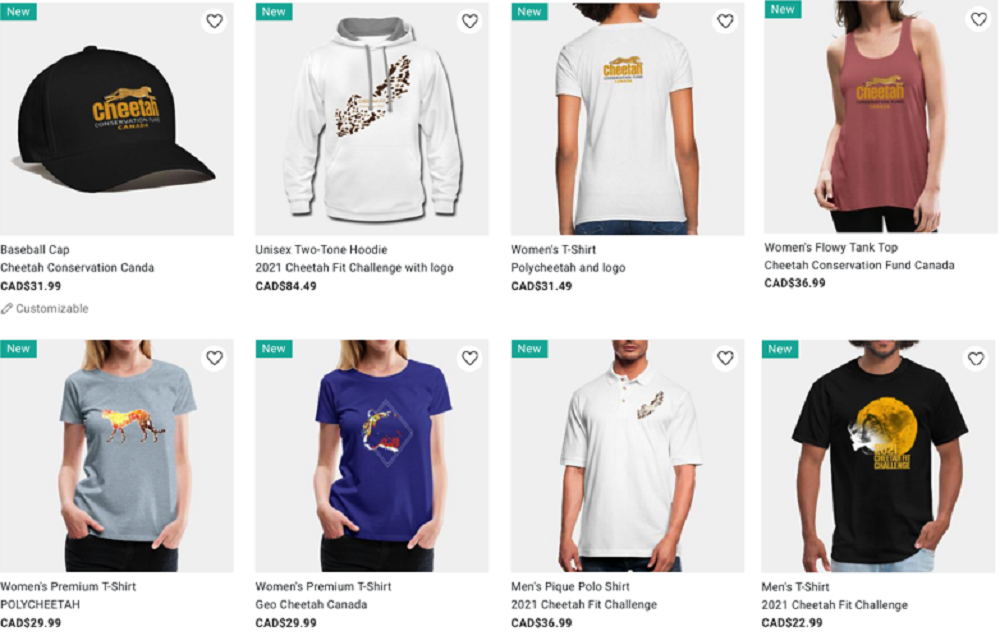 New
New
New
New
cheetah
CONSERVATION FUND
CANADA
cheetah
CONSERVATION FUND
CANADA
cheetah
CONSERVATION FUND
CANADA
Baseball Cap
Cheetah Conservation Canda
CAD$31.99
Customizable
Unisex Two-Tone Hoodie
2021 Cheetah Fit Challenge with logo
CAD$84.49
Women's T-Shirt
Polycheetah and logo
CAD$31.49
Women's Flowy Tank Top
Cheetah Conservation Fund Canada
CAD$36.99
New
New
New
New
2021
CHEETAH FIT
CHALLENGE
Women's Premium T-Shirt
POLYCHEETAH
CAD$29.99
Women's Premium T-Shirt
Geo Cheetah Canada
CAD$29.99
Men's Pique Polo Shirt
2021 Cheetah Fit Challenge
CAD$36.99
Men's T-Shirt
2021 Cheetah Fit Challenge
CAD$22.99